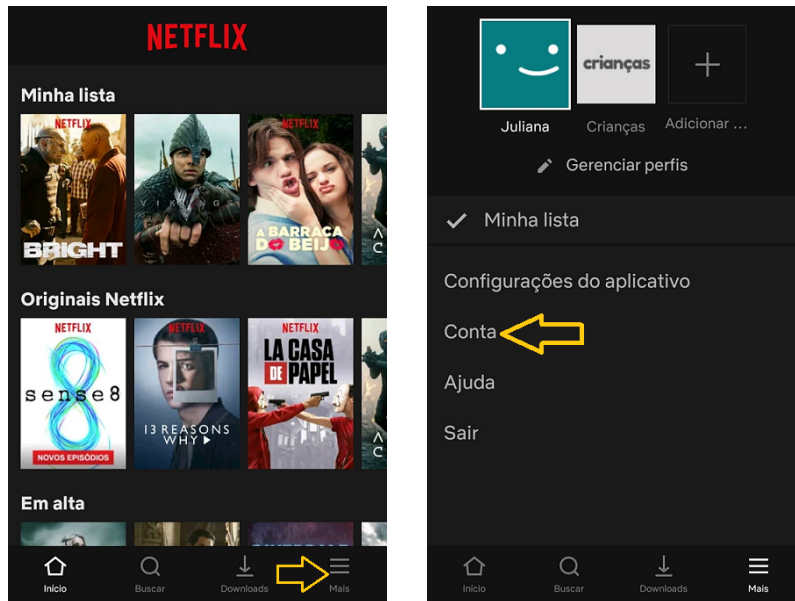 NETFLIX
Minha lista
NETFLIX
BRIGHT
VIKINGS
NETFLIX
A BARRACA
DO BEIJO
Originais Netflix
NETFLIX
sense8
NOVOS EPISÓDIOS
NETFLIX
13 REASONS
WHY
NETFLIX
LA CASA
DE PAPEL
Em alta
Início
Buscar
Downloads
Mais
crianças
Juliana
Crianças
Adicionar ...
Gerenciar perfis
Minha lista
Configurações do aplicativo
Conta
Ajuda
Sair
Início
Buscar
Downloads
Mais